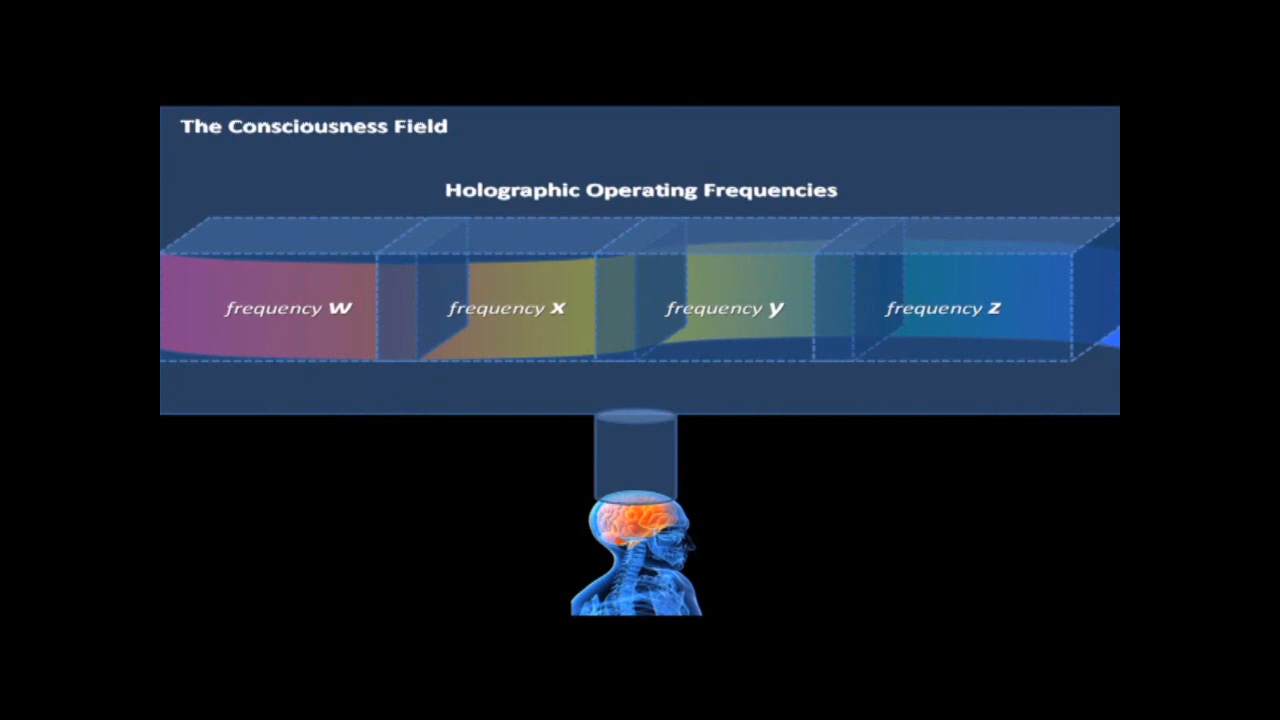 The Consciousness Field
Holographic Operating Frequencies
frequency w
frequency x
frequency y
frequency z